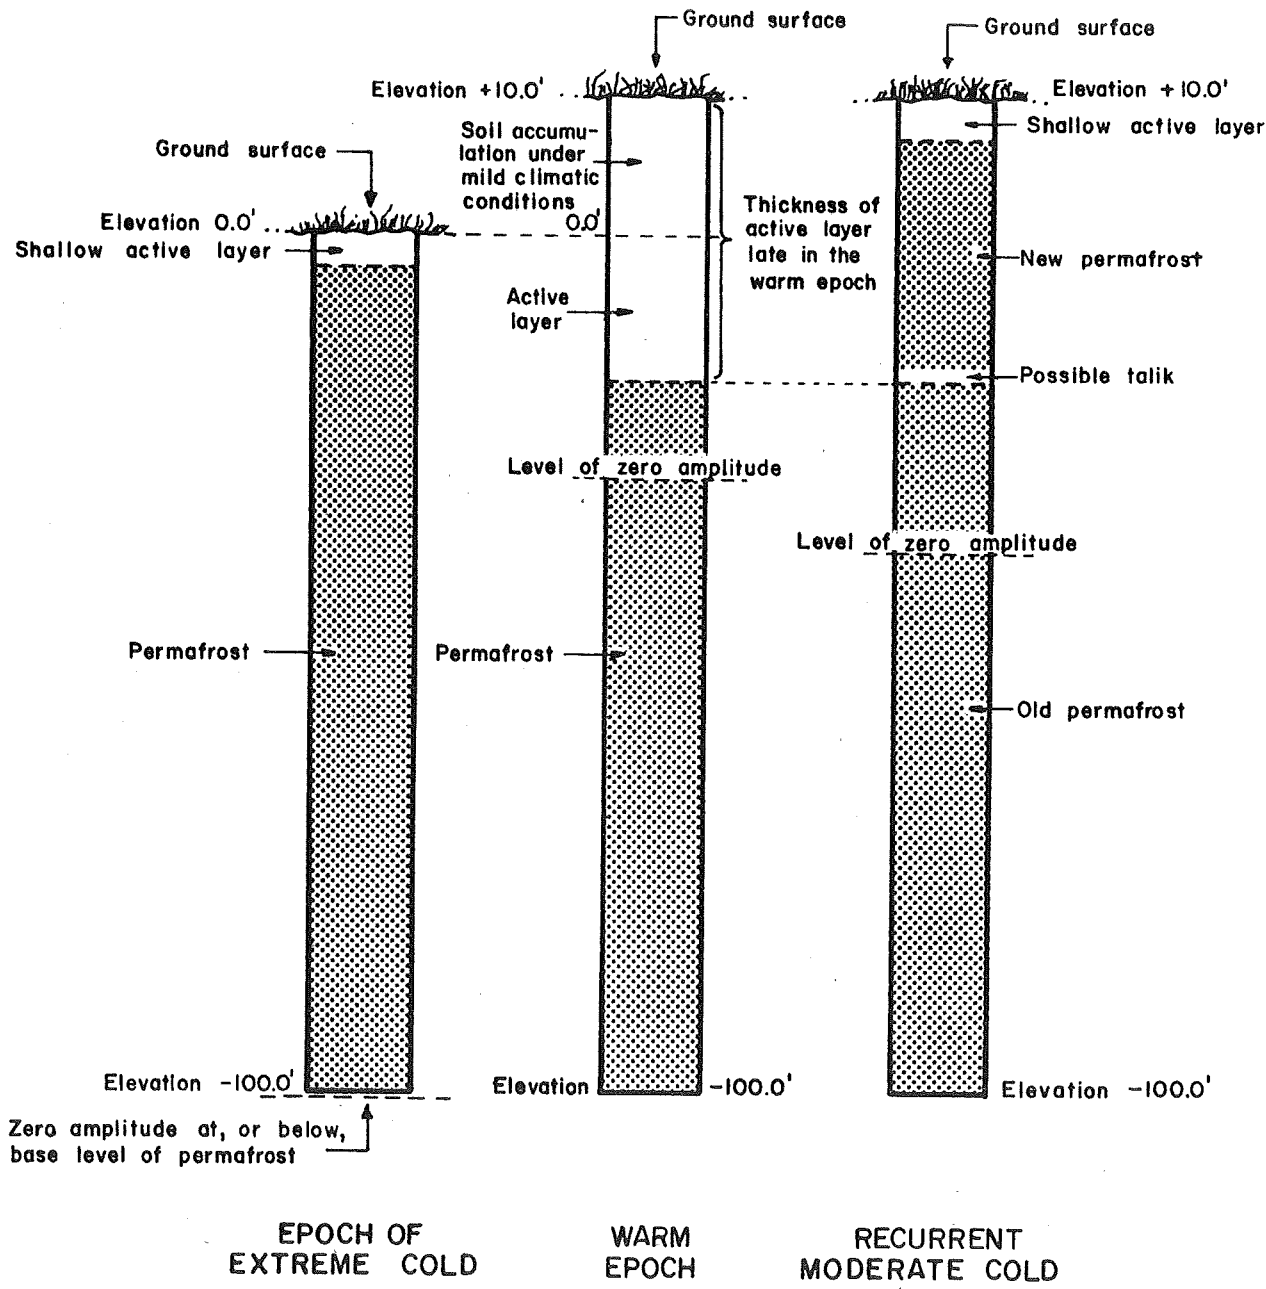 Ground surface
Elevation 0.0'
Shallow active layer
Permafrost
Elevation -100.0'
Zero amplitude at, or below,
base level of permafrost
EPOCH OF
EXTREME COLD
Ground surface
Elevation +10.0'
Soil accumu-
lation under
mild climatic
conditions
0.0'
Thickness of
active layer
late in the
warm epoch
Active
layer
Level of zero amplitude
Permafrost
Elevation -100.0'
WARM
EPOCH
Ground surface
Elevation +10.0'
Shallow active layer
New permafrost
Possible talik
Level of zero amplitude
Old permafrost
Elevation -100.0'
RECURRENT
MODERATE COLD